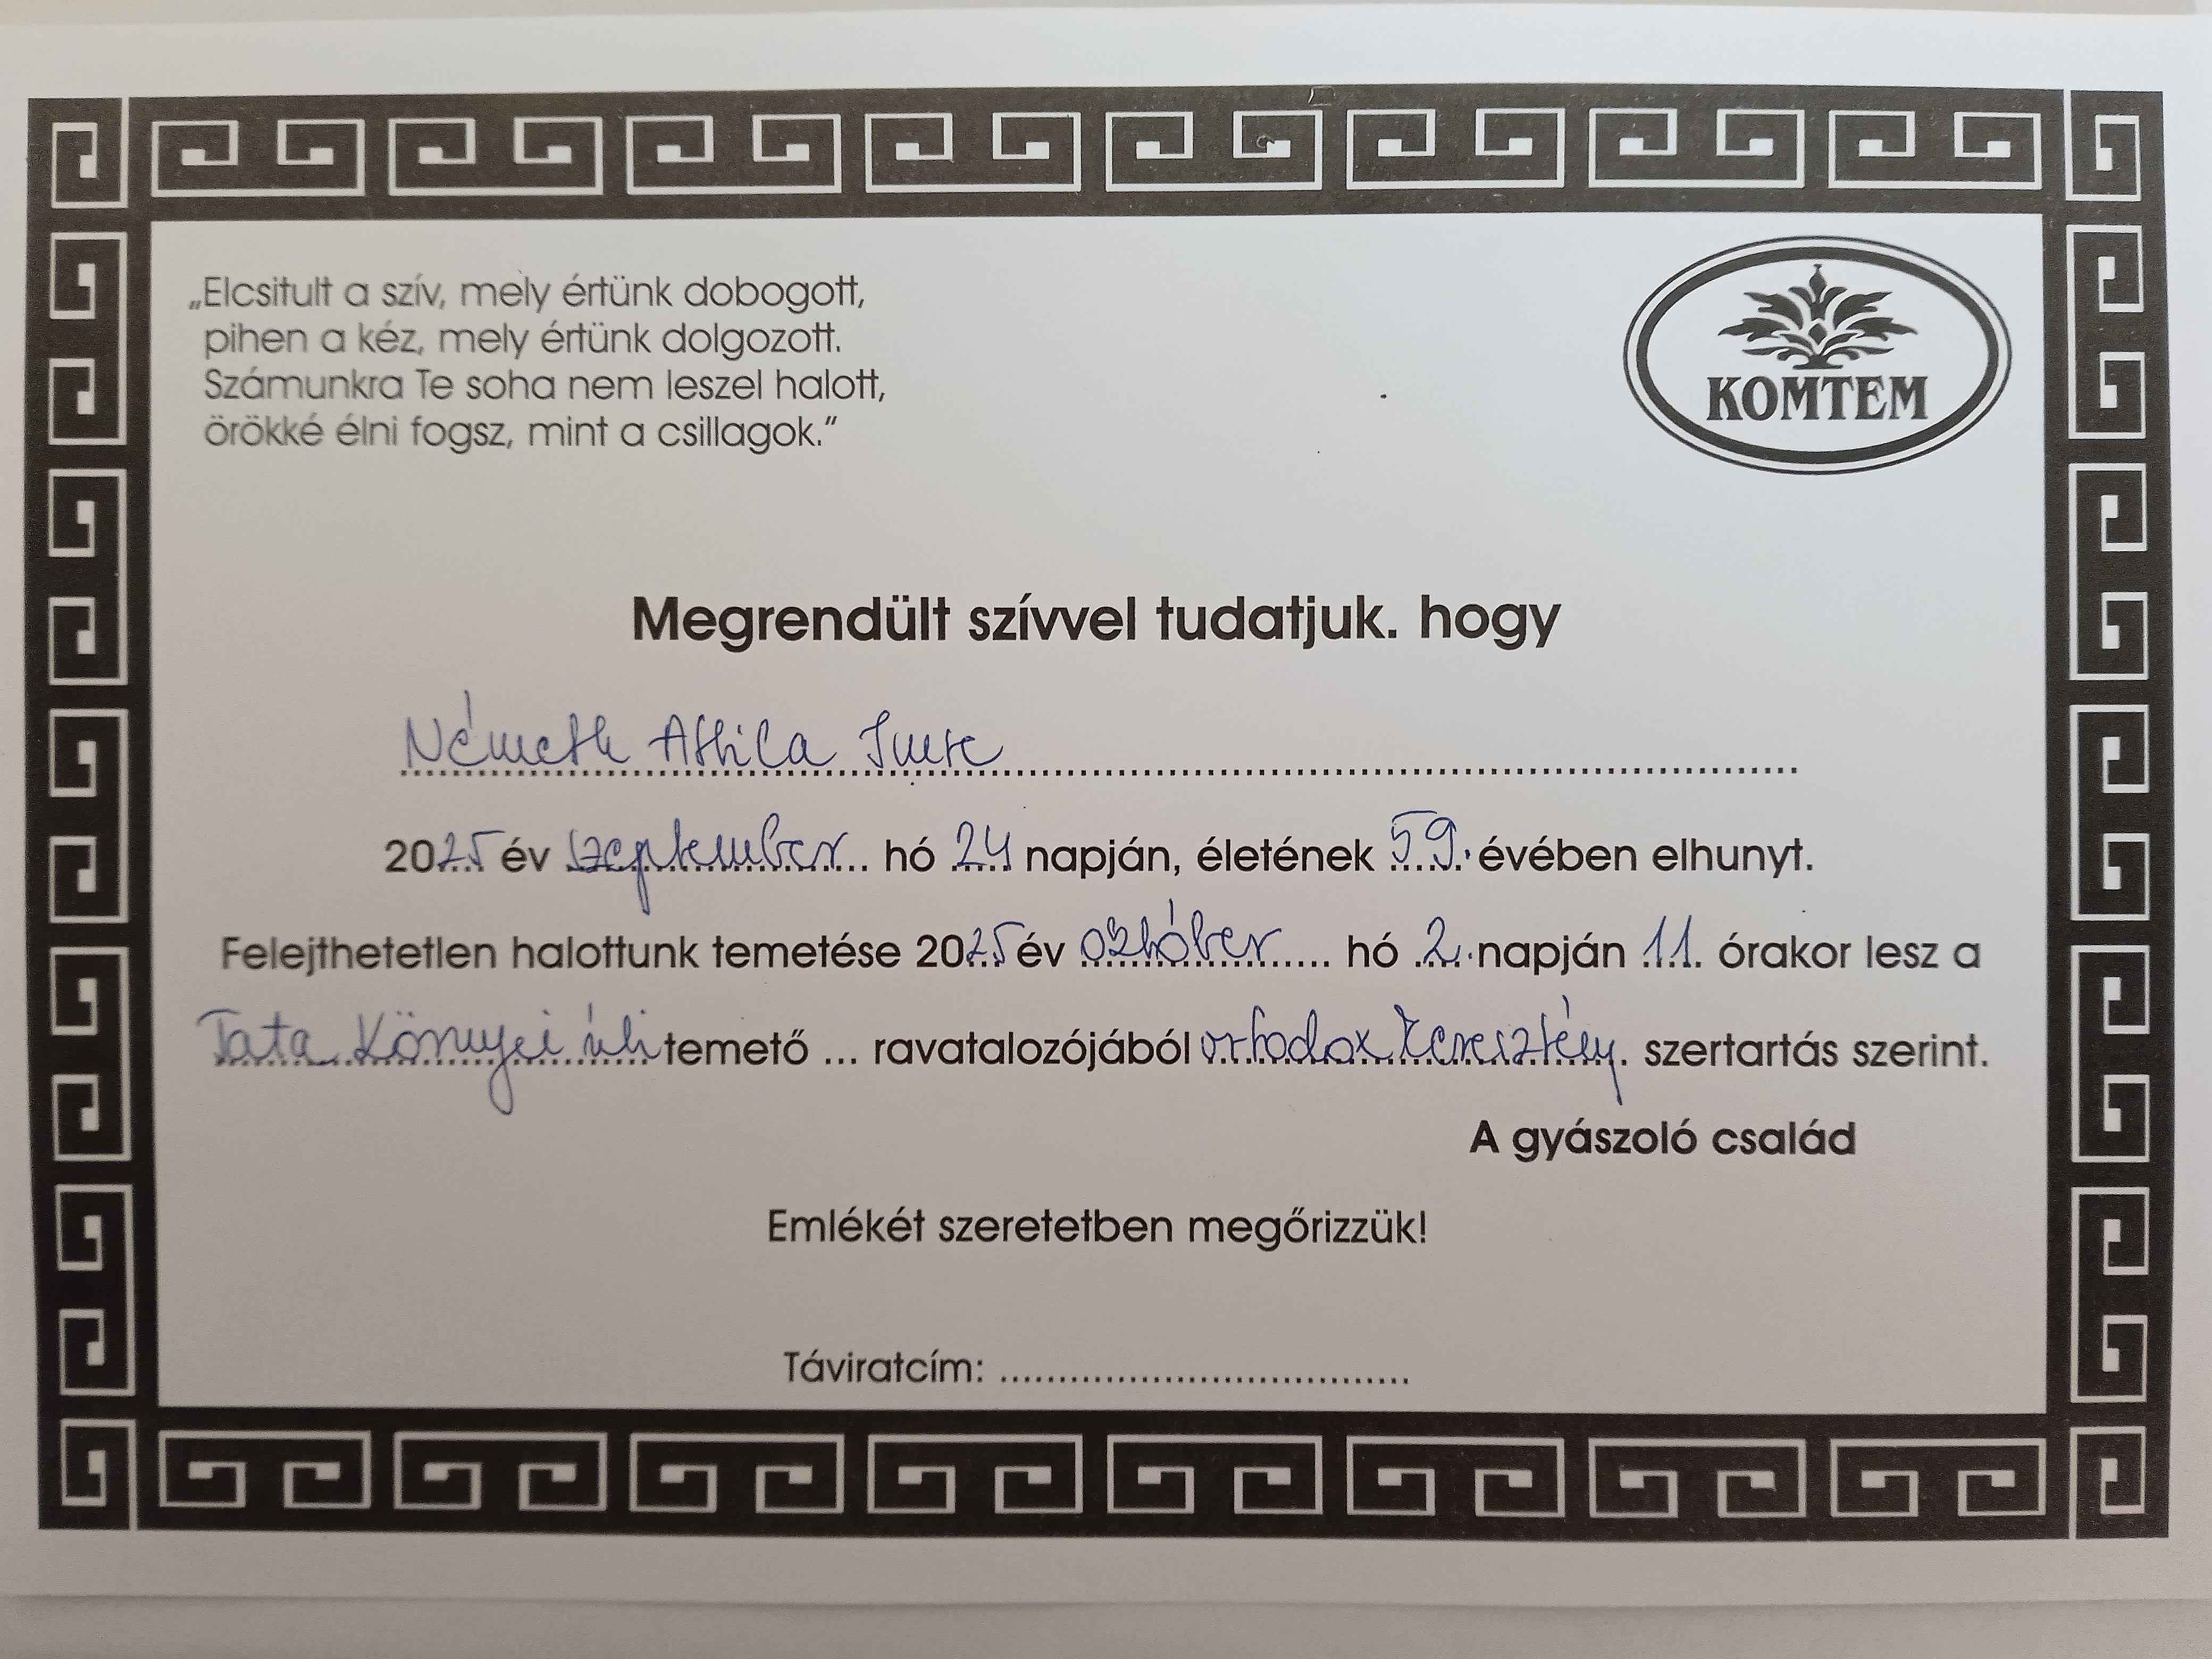 „Elcsitult a szív, mely értünk dobogott,
pihen a kéz, mely értünk dolgozott.
Számunkra Te soha nem leszel halott,
örökké élni fogsz, mint a csillagok.”
KOMTEM
Megrendült szívvel tudatjuk. hogy
Németh Attila Imre
2025 év szeptember hó 24 napján, életének 59. évében elhunyt.
Felejthetetlen halottunk temetése 2025 év október hó 2. napján 11. órakor lesz a
Tata Környei úti temető ... ravatalozójából ortodox keresztény. szertartás szerint.
A gyászoló család
Emlékét szeretetben megőrizzük!
Táviratcím: ...................................